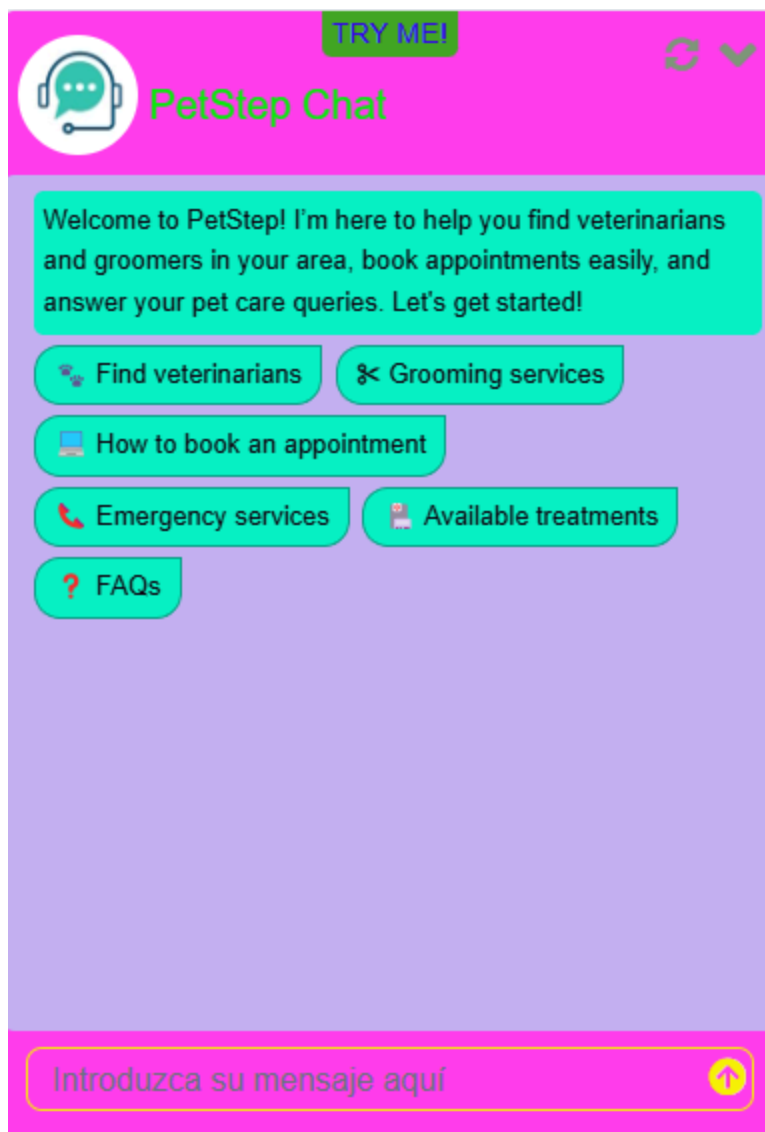 TRY ME!
PetStep Chat
Welcome to PetStep! I'm here to help you find veterinarians
and groomers in your area, book appointments easily, and
answer your pet care queries. Let's get started!
Find veterinarians
Grooming services
How to book an appointment
Emergency services
Available treatments
FAQs
Introduzca su mensaje aquí